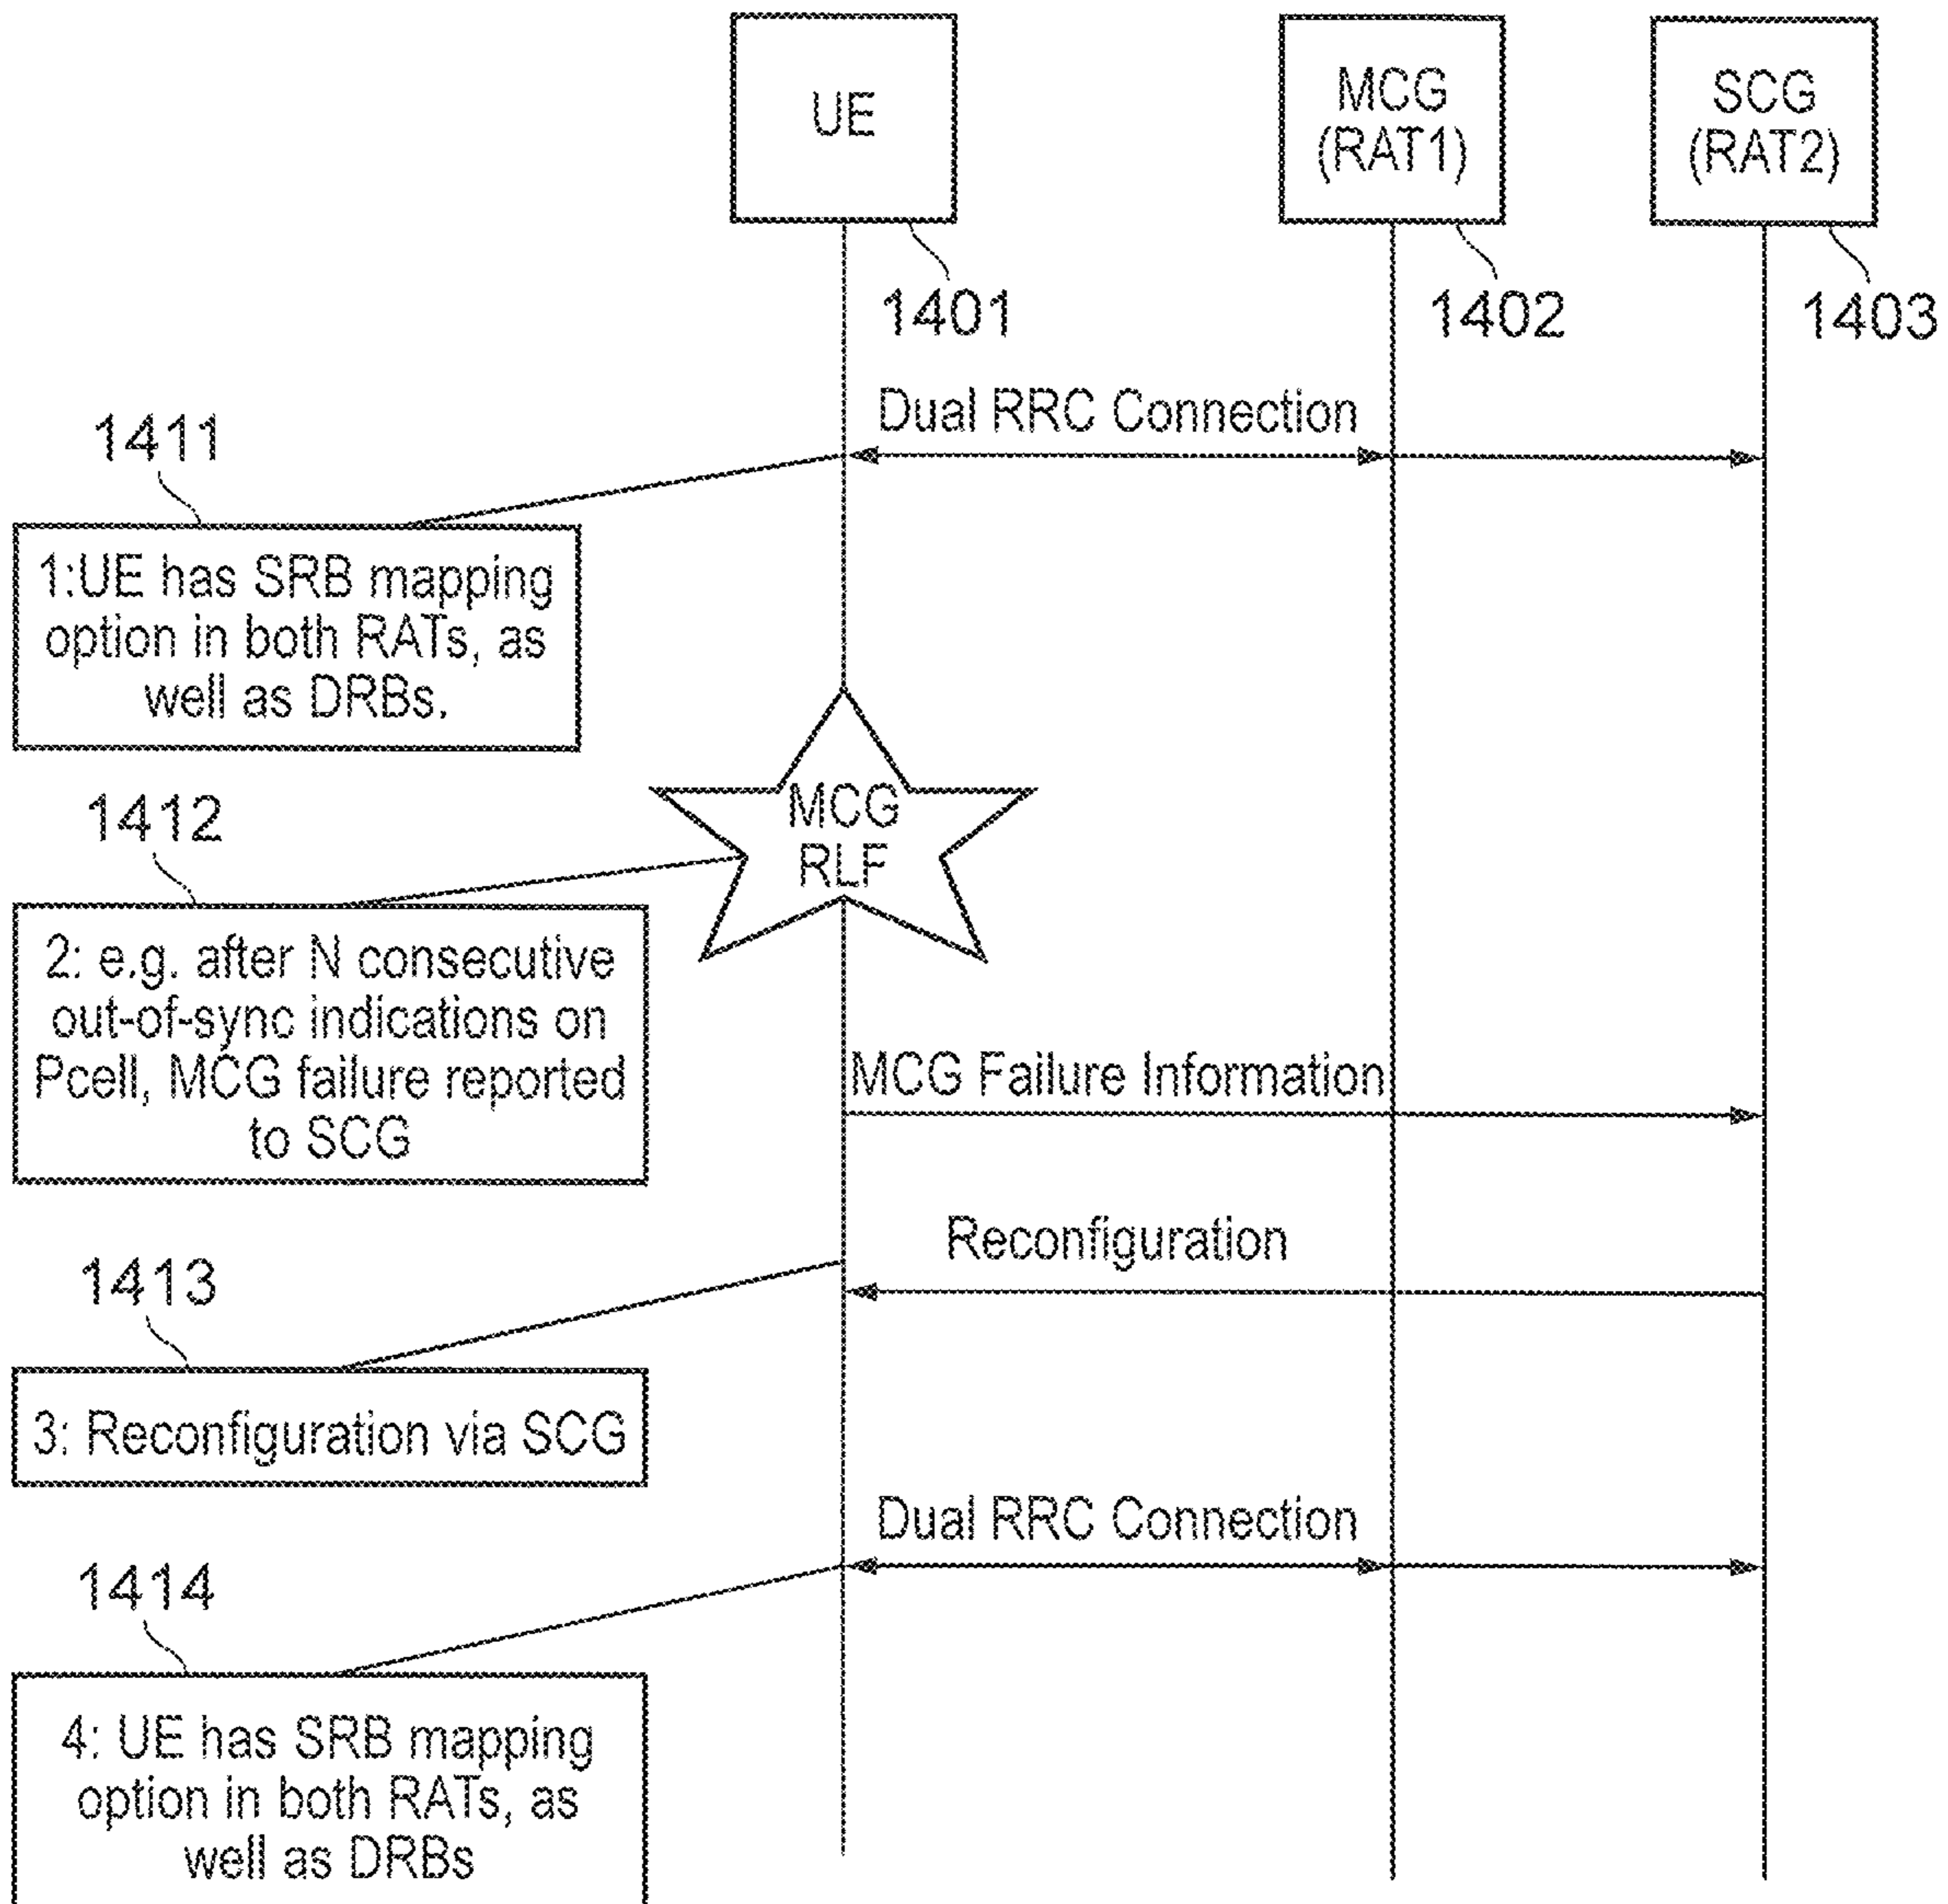 UE
MCG
(RAT1)
SCG
(RAT2)
1401
1402
1403
Dual RRC Connection
1411
1:UE has SRB mapping
option in both RATs, as
well as DRBs.
MCG
RLF
1412
2: e.g. after N consecutive
out-of-sync indications on
Pcell, MCG failure reported
to SCG
MCG Failure Information
Reconfiguration
1413
3: Reconfiguration via SCG
Dual RRC Connection
1414
4: UE has SRB mapping
option in both RATs, as
well as DRBs